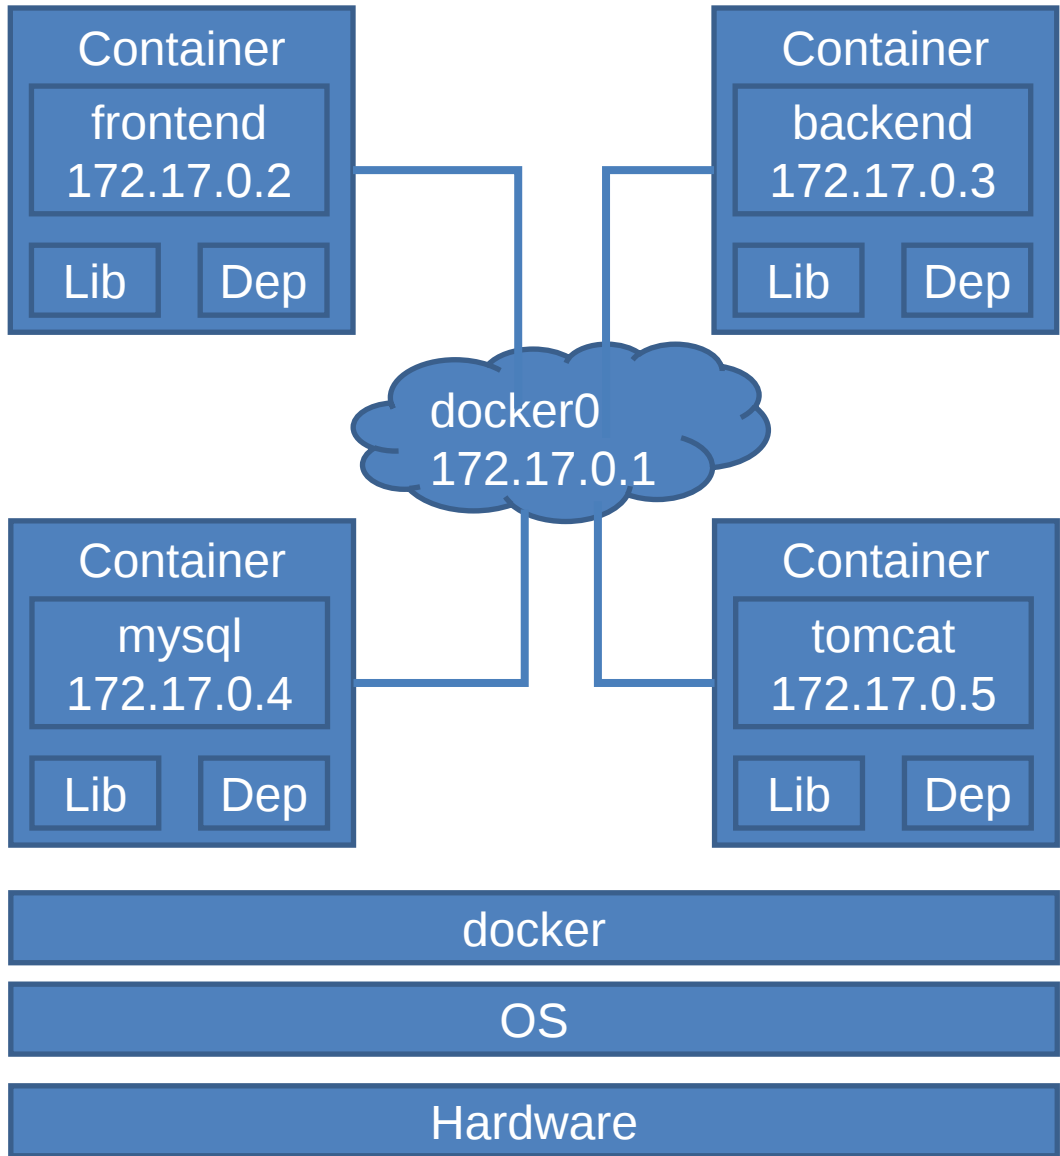 Container
frontend
172.17.0.2
Lib
Dep
Container
backend
172.17.0.3
Lib
Dep
docker0
172.17.0.1
Container
mysql
172.17.0.4
Lib
Dep
Container
tomcat
172.17.0.5
Lib
Dep
docker
OS
Hardware